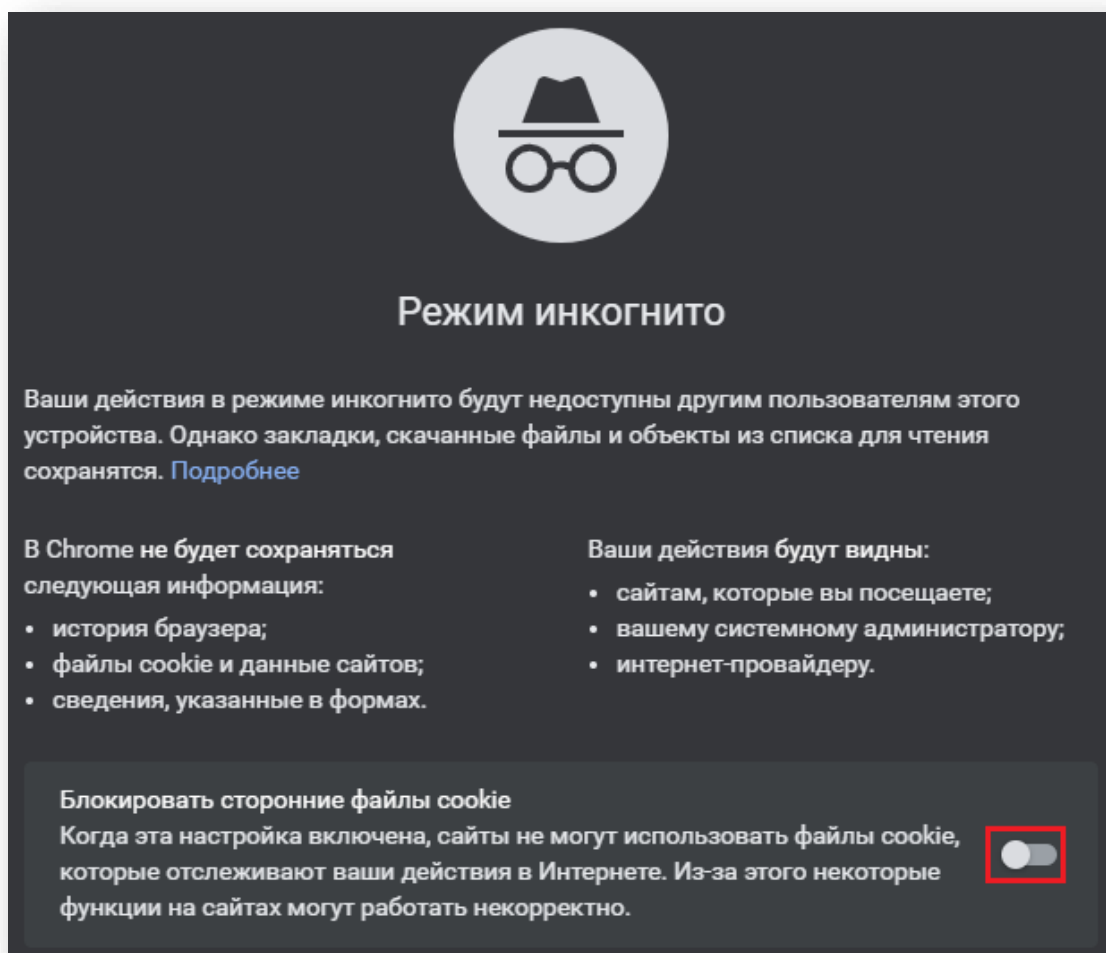 Режим инкогнито
Ваши действия в режиме инкогнито будут недоступны другим пользователям этого
устройства. Однако закладки, скачанные файлы и объекты из списка для чтения
сохранятся. Подробнее
В Chrome не будет сохраняться
следующая информация:
• история браузера;
• файлы cookie и данные сайтов;
• сведения, указанные в формах.
Ваши действия будут видны:
• сайтам, которые вы посещаете;
• вашему системному администратору;
• интернет-провайдеру.
Блокировать сторонние файлы cookie
Когда эта настройка включена, сайты не могут использовать файлы cookie,
которые отслеживают ваши действия в Интернете. Из-за этого некоторые
функции на сайтах могут работать некорректно.